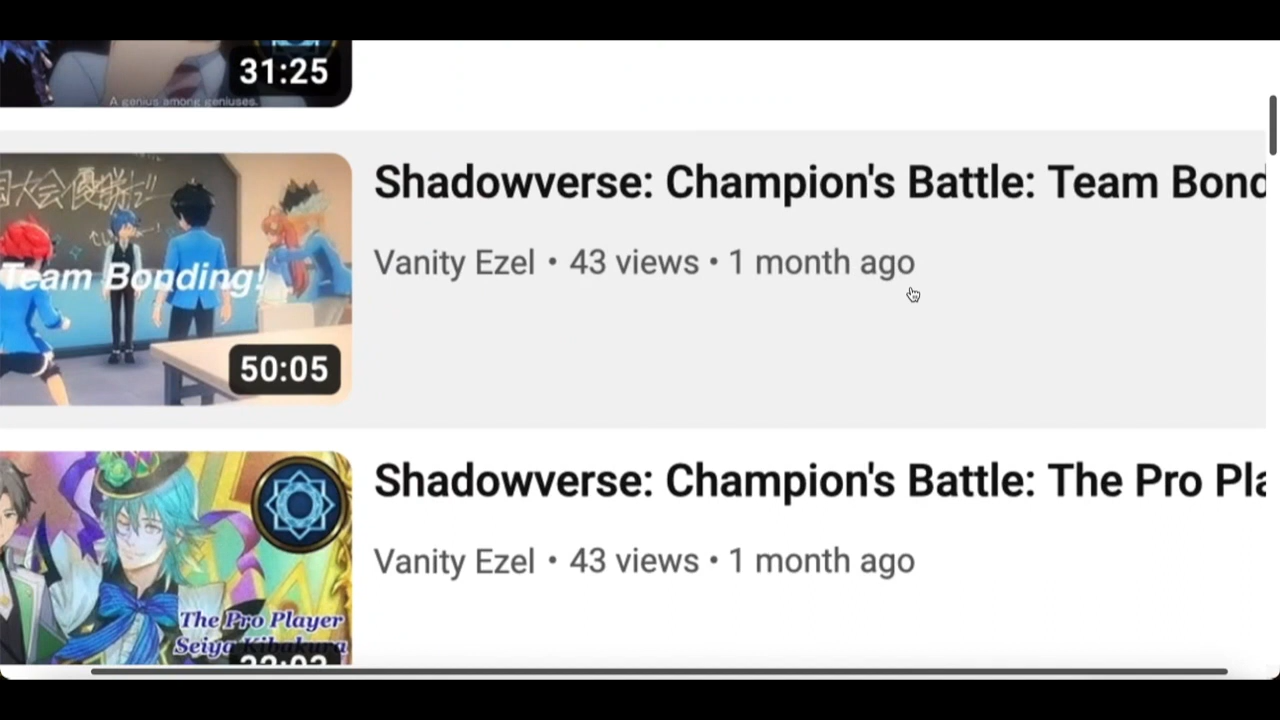 31:25
A genius among geniuses.
Shadowverse: Champion's Battle: Team Bond
Vanity Ezel • 43 views • 1 month ago
Team Bonding!
50:05
Shadowverse: Champion's Battle: The Pro Pla
Vanity Ezel • 43 views • 1 month ago
The Pro Player
Seiya Kibakura